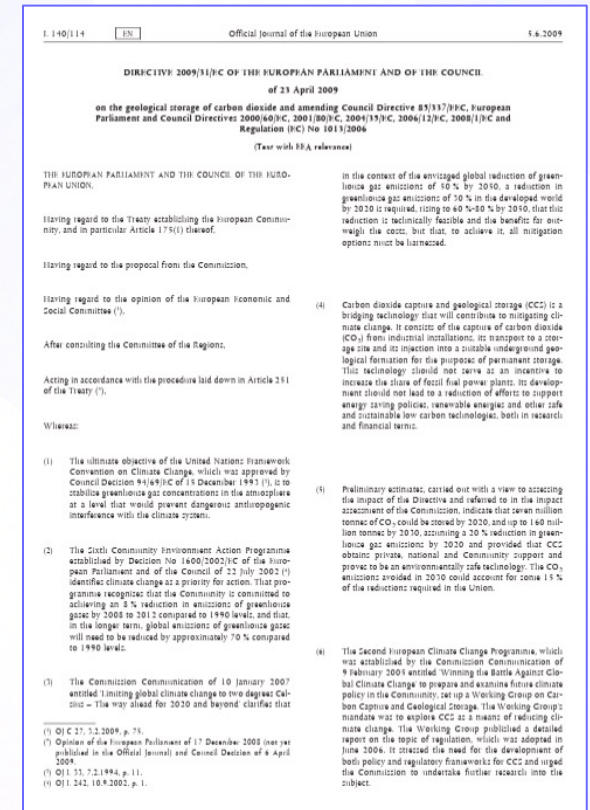 L 140/114
EN
Official Journal of the European Union
5.6.2009
DIRECTIVE 2009/31/EC OF THE EUROPEAN PARLIAMENT AND OF THE COUNCIL
of 23 April 2009
on the geological storage of carbon dioxide and amending Council Directive 85/337/EEC, European
Parliament and Council Directives 2000/60/EC, 2001/80/EC, 2004/35/EC, 2006/12/EC, 2008/1/EC and
Regulation (EC) No 1013/2006
(Text with EEA relevance)
THE EUROPEAN PARLIAMENT AND THE COUNCIL OF THE EURO-
PEAN UNION,
Having regard to the Treaty establishing the European Commu-
nity, and in particular Article 175(1) thereof,
Having regard to the proposal from the Commission,
Having regard to the opinion of the European Economic and
Social Committee (1),
After consulting the Committee of the Regions,
Acting in accordance with the procedure laid down in Article 251
of the Treaty (2),
Whereas:
(1) The ultimate objective of the United Nations Framework
Convention on Climate Change, which was approved by
Council Decision 94/69/EC of 15 December 1993 (3), is to
stabilise greenhouse gas concentrations in the atmosphere
at a level that would prevent dangerous anthropogenic
interference with the climate system.
(2) The Sixth Community Environment Action Programme
established by Decision No 1600/2002/EC of the Euro-
pean Parliament and of the Council of 22 July 2002 (4)
identifies climate change as a priority for action. That pro-
gramme recognises that the Community is committed to
achieving an 8 % reduction in emissions of greenhouse
gases by 2008 to 2012 compared to 1990 levels, and that,
in the longer term, global emissions of greenhouse gases
will need to be reduced by approximately 70 % compared
to 1990 levels.
(3) The Commission Communication of 10 January 2007
entitled 'Limiting global climate change to two degrees Cel-
sius – The way ahead for 2020 and beyond' clarifies that
(1) OJ C 27, 3.2.2009, p. 75.
(2) Opinion of the European Parliament of 17 December 2008 (not yet
published in the Official Journal) and Council Decision of 6 April
2009.
(3) OJ L 33, 7.2.1994, p. 11.
(4) OJ L 242, 10.9.2002, p. 1.
in the context of the envisaged global reduction of green-
house gas emissions of 50 % by 2050, a reduction in
greenhouse gas emissions of 30 % in the developed world
by 2020 is required, rising to 60 %-80 % by 2050, that this
reduction is technically feasible and the benefits far out-
weigh the costs, but that, to achieve it, all mitigation
options must be harnessed.
(4) Carbon dioxide capture and geological storage (CCS) is a
bridging technology that will contribute to mitigating cli-
mate change. It consists of the capture of carbon dioxide
(CO2) from industrial installations, its transport to a stor-
age site and its injection into a suitable underground geo-
logical formation for the purposes of permanent storage.
This technology should not serve as an incentive to
increase the share of fossil fuel power plants. Its develop-
ment should not lead to a reduction of efforts to support
energy saving policies, renewable energies and other safe
and sustainable low carbon technologies, both in research
and financial terms.
(5) Preliminary estimates, carried out with a view to assessing
the impact of the Directive and referred to in the impact
assessment of the Commission, indicate that seven million
tonnes of CO2 could be stored by 2020, and up to 160 mil-
lion tonnes by 2030, assuming a 20 % reduction in green-
house gas emissions by 2020 and provided that CCS
obtains private, national and Community support and
proves to be an environmentally safe technology. The CO2
emissions avoided in 2030 could account for some 15 %
of the reductions required in the Union.
(6) The Second European Climate Change Programme, which
was established by the Commission Communication of
9 February 2005 entitled 'Winning the Battle Against Glo-
bal Climate Change' to prepare and examine future climate
policy in the Community, set up a Working Group on Car-
bon Capture and Geological Storage. The Working Group's
mandate was to explore CCS as a means of reducing cli-
mate change. The Working Group published a detailed
report on the topic of regulation, which was adopted in
June 2006. It stressed the need for the development of
both policy and regulatory frameworks for CCS and urged
the Commission to undertake further research into the
subject.